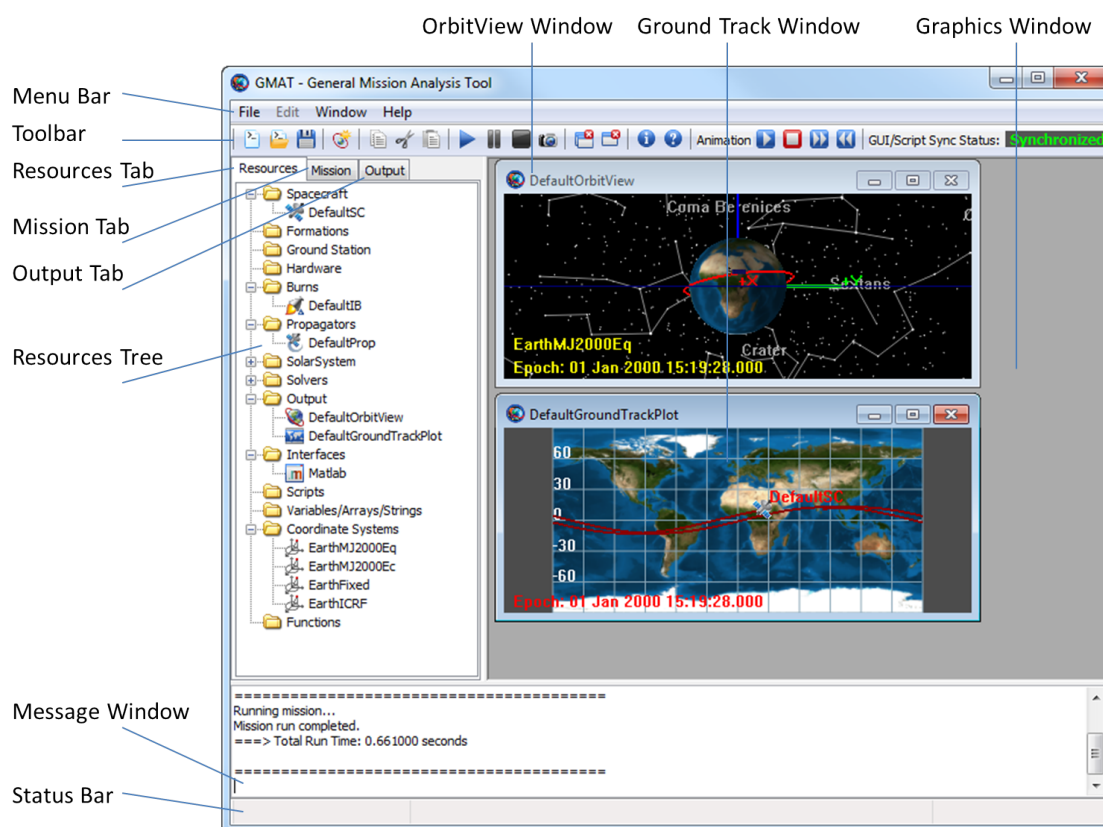 OrbitView Window
Ground Track Window
Graphics Window
GMAT - General Mission Analysis Tool
Menu Bar
File Edit Window Help
Toolbar
Animation
GUI/Script Sync Status:
Synchronized
Resources Tab
Resources
Mission
Output
Mission Tab
Output Tab
Resources Tree
Spacecraft
DefaultSC
Formations
Ground Station
Hardware
Burns
DefaultIB
Propagators
DefaultProp
SolarSystem
Solvers
Output
DefaultOrbitView
DefaultGroundTrackPlot
Interfaces
m
Matlab
Scripts
Variables/Arrays/Strings
Coordinate Systems
EarthMJ2000Eq
EarthMJ2000Ec
EarthFixed
EarthICRF
Functions
DefaultOrbitView
Coma Berenices
+X
+Y
Sextans
Crater
EarthMJ2000Eq
Epoch: 01 Jan 2000 15:19:28.000
DefaultGroundTrackPlot
60
30
0
-30
-60
DefaultSC
Epoch: 01 Jan 2000 15:19:28.000
Message Window
========================================
Running mission...
Mission run completed.
===> Total Run Time: 0.661000 seconds
========================================
Status Bar